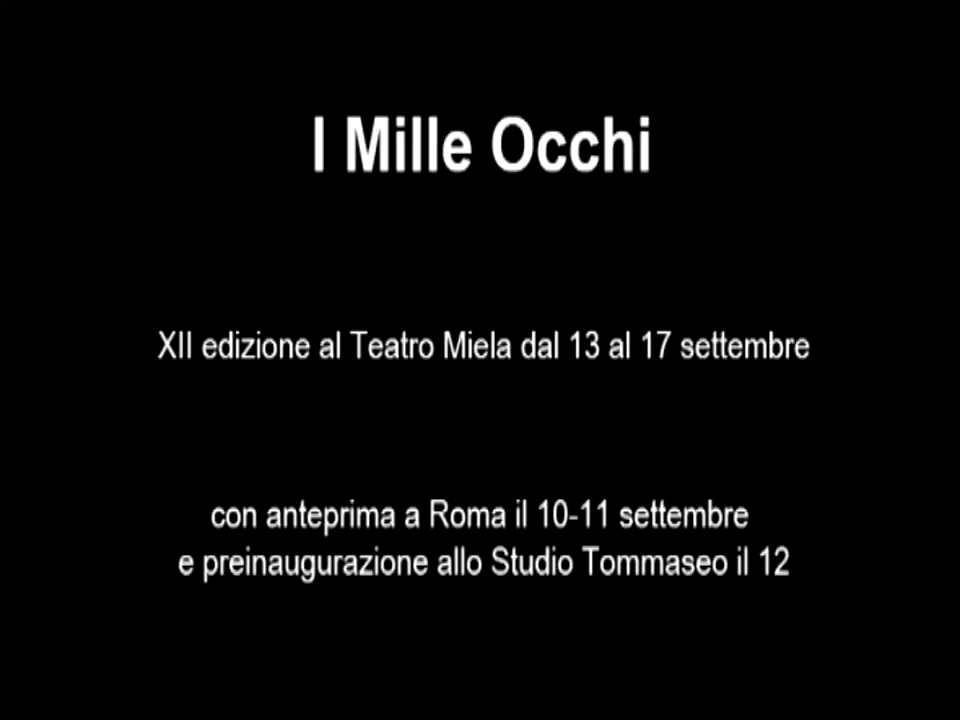 I Mille Occhi
XII edizione al Teatro Miela dal 13 al 17 settembre
con anteprima a Roma il 10-11 settembre
e preinaugurazione allo Studio Tommaseo il 12